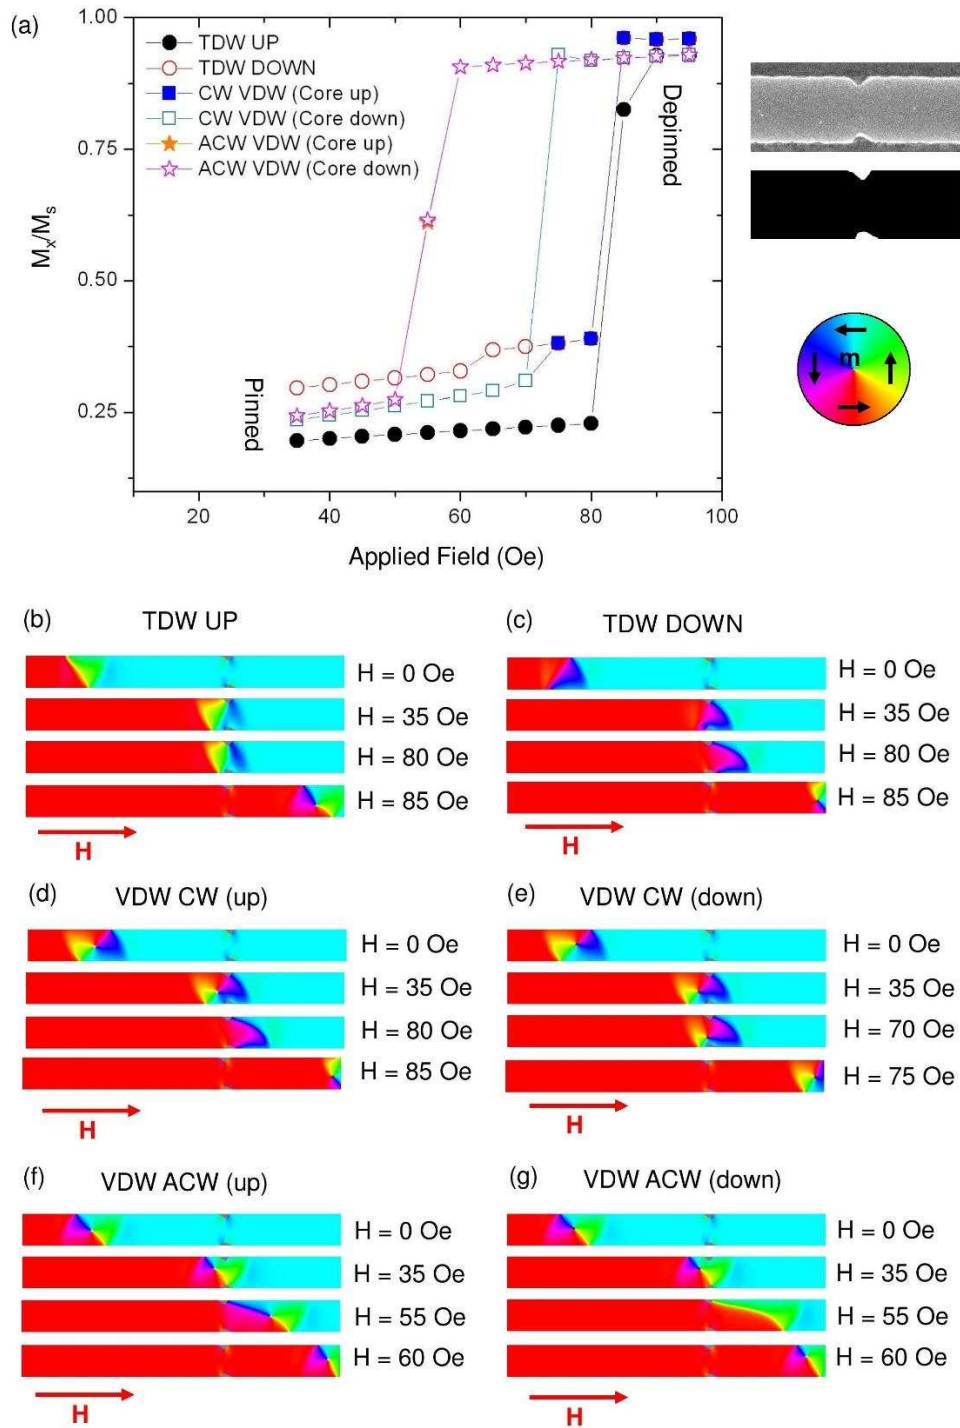 (a)
1.00
0.75
0.50
0.25
M_x/M_s
TDW UP
TDW DOWN
CW VDW (Core up)
CW VDW (Core down)
ACW VDW (Core up)
ACW VDW (Core down)
Pinned
Depinned
20
40
60
80
100
Applied Field (Oe)
m
(b)
TDW UP
H = 0 Oe
H = 35 Oe
H = 80 Oe
H = 85 Oe
H
(c)
TDW DOWN
H = 0 Oe
H = 35 Oe
H = 80 Oe
H = 85 Oe
H
(d)
VDW CW (up)
H = 0 Oe
H = 35 Oe
H = 80 Oe
H = 85 Oe
H
(e)
VDW CW (down)
H = 0 Oe
H = 35 Oe
H = 70 Oe
H = 75 Oe
H
(f)
VDW ACW (up)
H = 0 Oe
H = 35 Oe
H = 55 Oe
H = 60 Oe
H
(g)
VDW ACW (down)
H = 0 Oe
H = 35 Oe
H = 55 Oe
H = 60 Oe
H